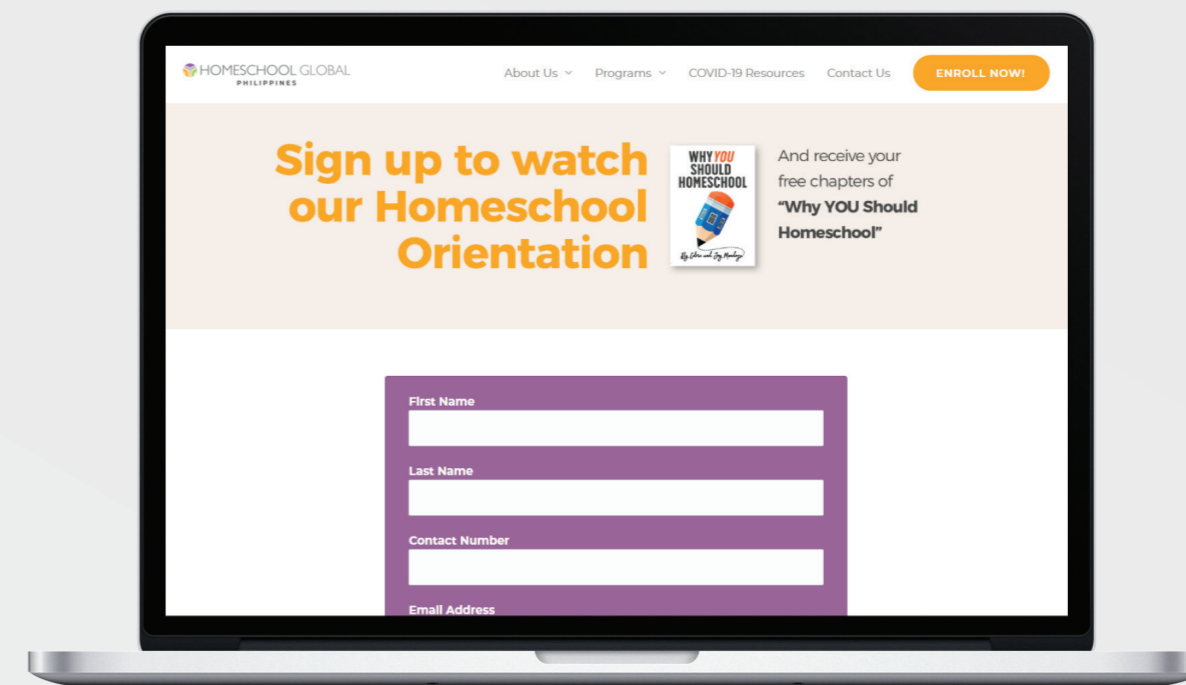 HOMESCHOOL GLOBAL
PHILIPPINES
About Us
Programs
COVID-19 Resources
Contact Us
ENROLL NOW!
Sign up to watch
our Homeschool
Orientation
WHY YOU
SHOULD
HOMESCHOOL
And receive your
free chapters of
“Why YOU Should
Homeschool”
First Name
Last Name
Contact Number
Email Address